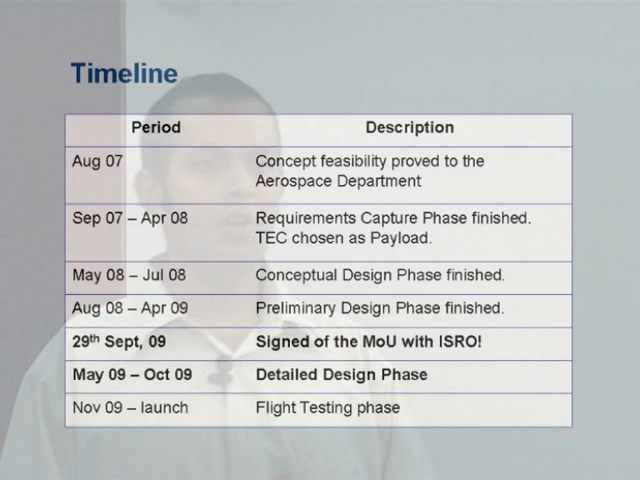 Timeline
Period Description
Aug 07 Concept feasibility proved to the
Aerospace Department
Sep 07 – Apr 08 Requirements Capture Phase finished.
TEC chosen as Payload.
May 08 – Jul 08 Conceptual Design Phase finished.
Aug 08 – Apr 09 Preliminary Design Phase finished.
29th Sept, 09 Signed of the MoU with ISRO!
May 09 – Oct 09 Detailed Design Phase
Nov 09 – launch Flight Testing phase